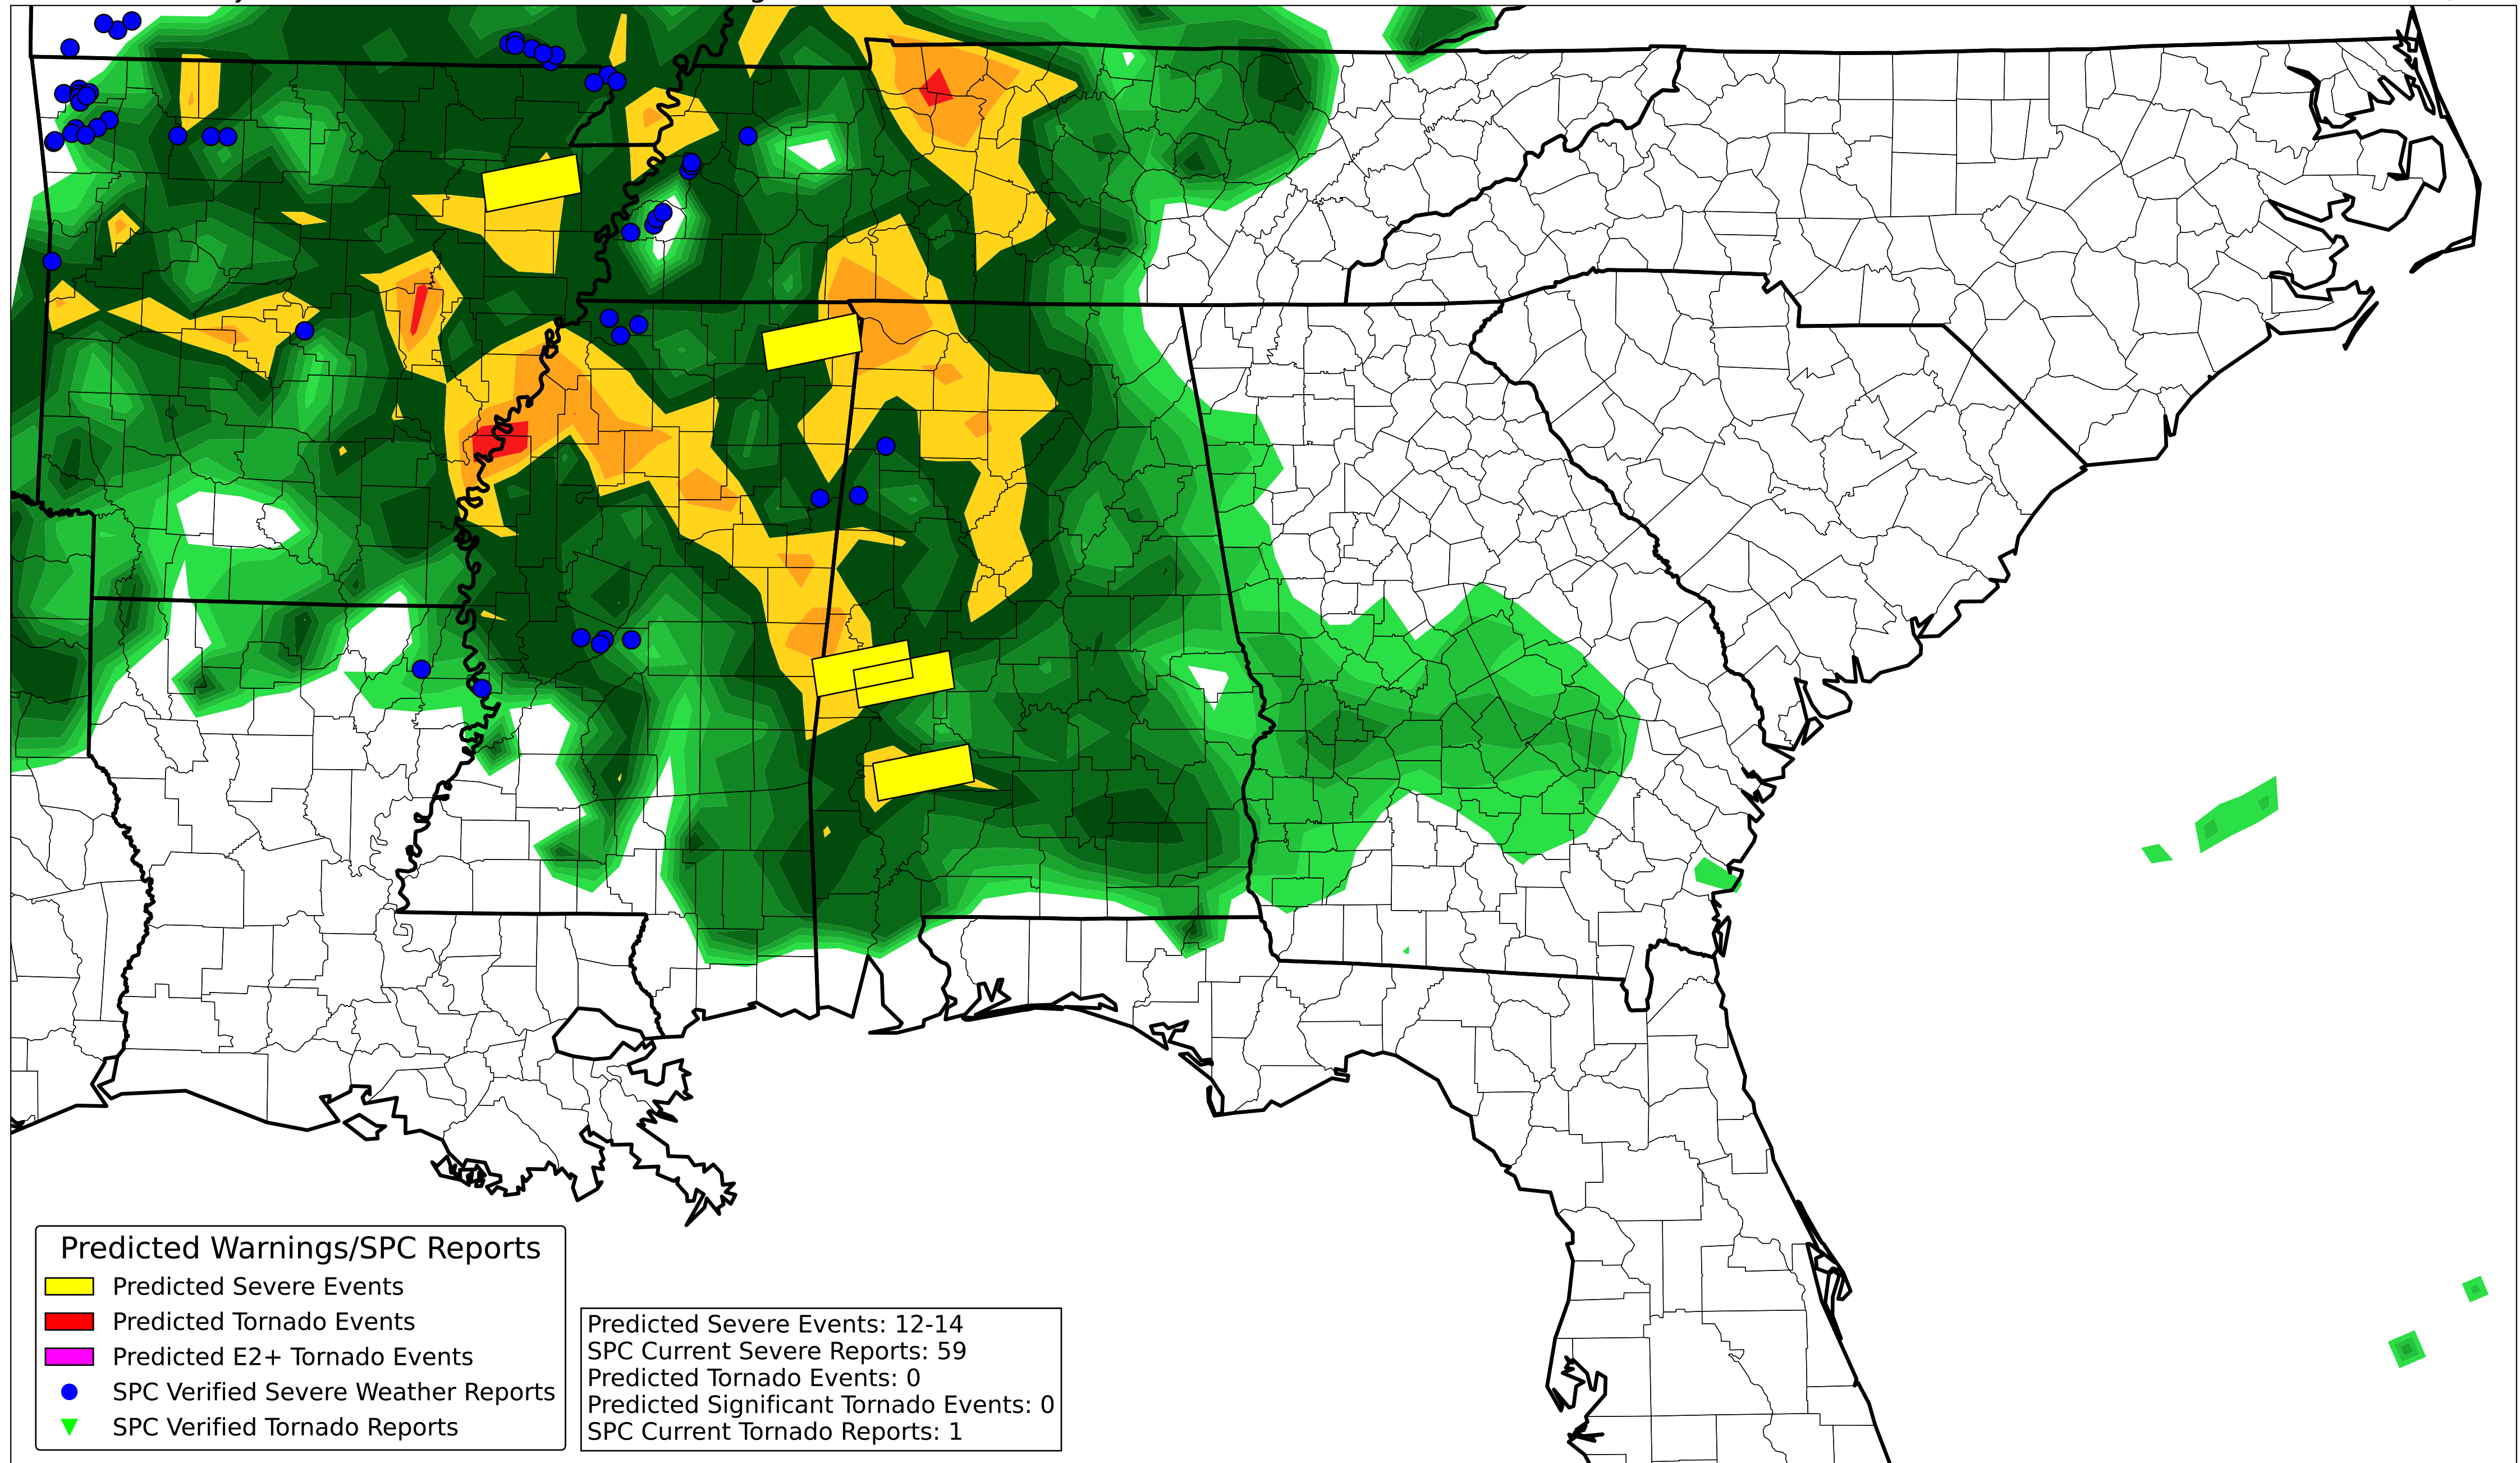 Predicted Warnings/SPC Reports
Predicted Severe Events
Predicted Tornado Events
Predicted E2+ Tornado Events
SPC Verified Severe Weather Reports
SPC Verified Tornado Reports
Predicted Severe Events: 12-14
SPC Current Severe Reports: 59
Predicted Tornado Events: 0
Predicted Significant Tornado Events: 0
SPC Current Tornado Reports: 1